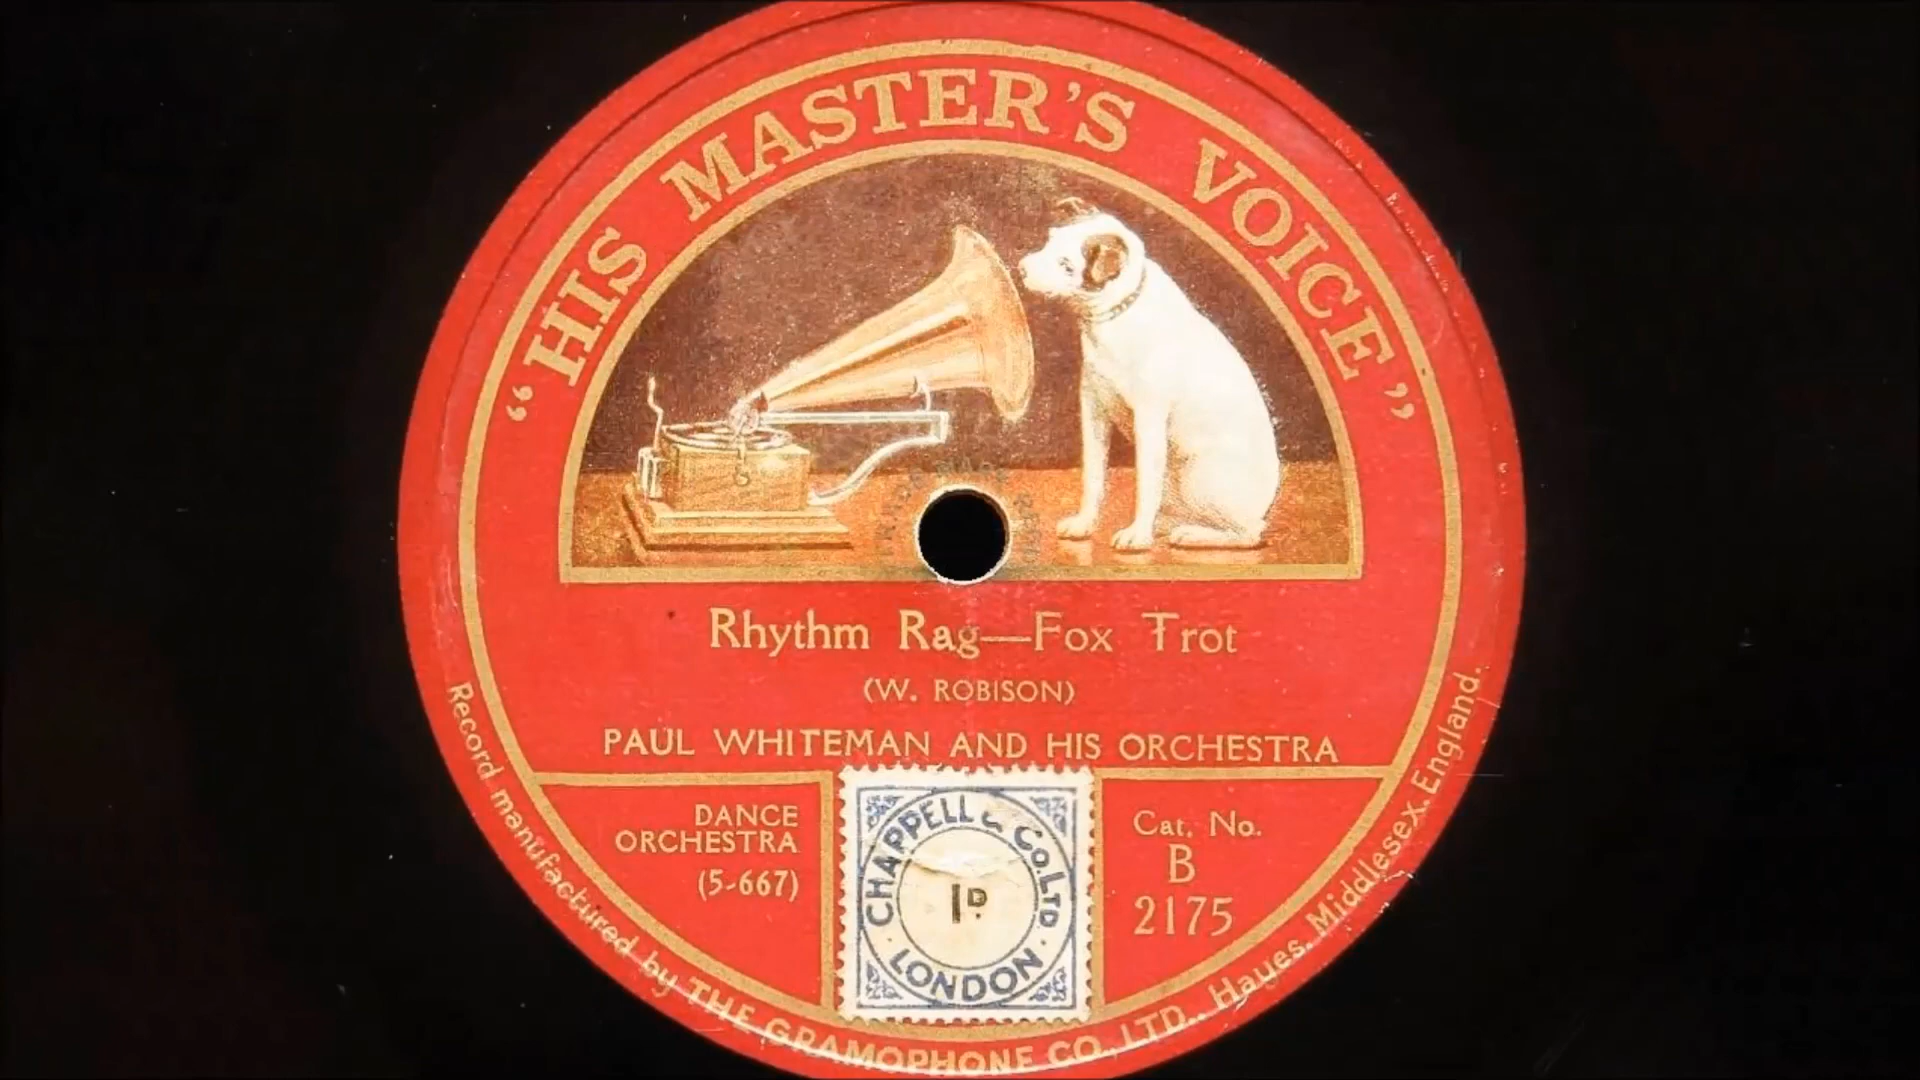 "HIS MASTER'S VOICE"
Rhythm Rag—Fox Trot
(W. ROBISON)
PAUL WHITEMAN AND HIS ORCHESTRA
DANCE
ORCHESTRA
(5-667)
CHAPPELL & CO. LTD.
1D.
· LONDON ·
Cat. No.
B
2175
Record manufactured by THE GRAMOPHONE CO., LTD., Hayes, Middlesex, England.